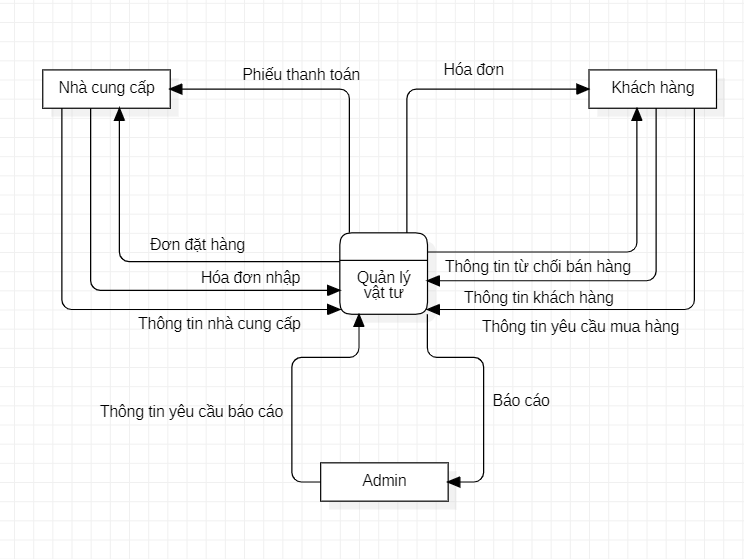 Phiếu thanh toán
Hóa đơn
Nhà cung cấp
Khách hàng
Đơn đặt hàng
Thông tin từ chối bán hàng
Hóa đơn nhập
Quản lý
vật tư
Thông tin khách hàng
Thông tin nhà cung cấp
Thông tin yêu cầu mua hàng
Thông tin yêu cầu báo cáo
Báo cáo
Admin